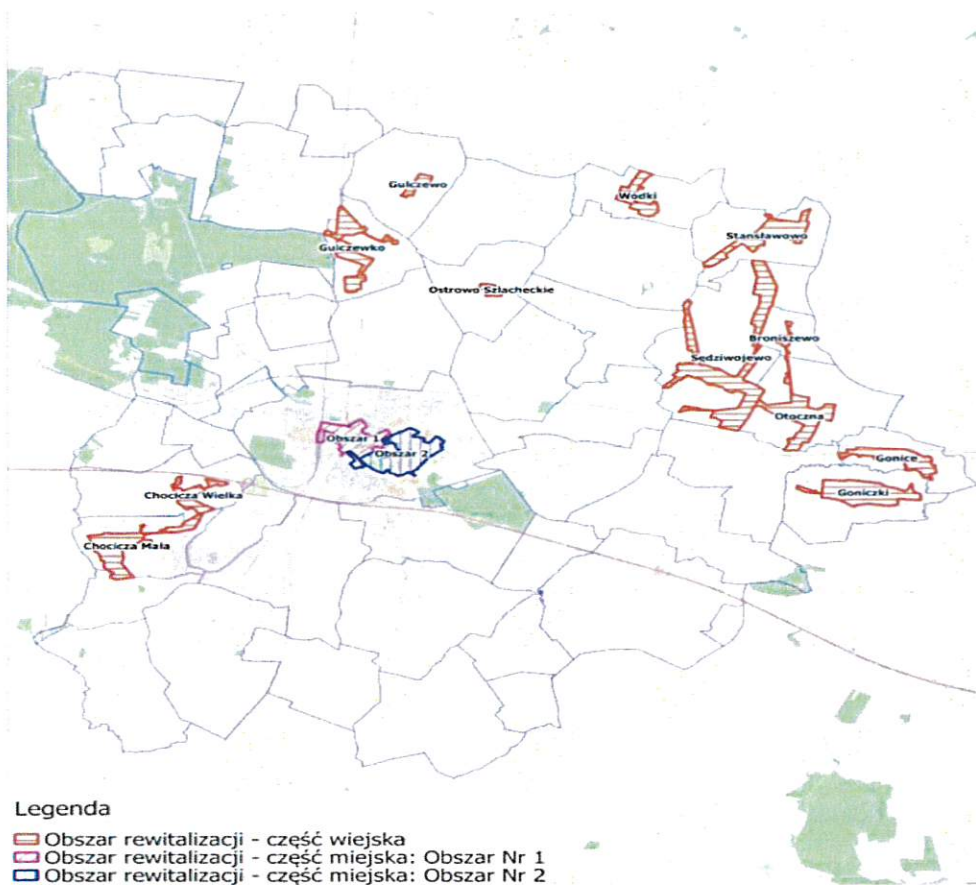 Gulczewo
Wódki
Stansławowo
Gulczewko
Ostrowo Szlacheckie
Broniszewo
Sędziwojewo
Otoczna
Obszar 1
Obszar 2
Gonice
Goniczki
Chocicza Wielka
Chocicza Mała
Legenda
Obszar rewitalizacji - część wiejska
Obszar rewitalizacji - część miejska: Obszar Nr 1
Obszar rewitalizacji - część miejska: Obszar Nr 2